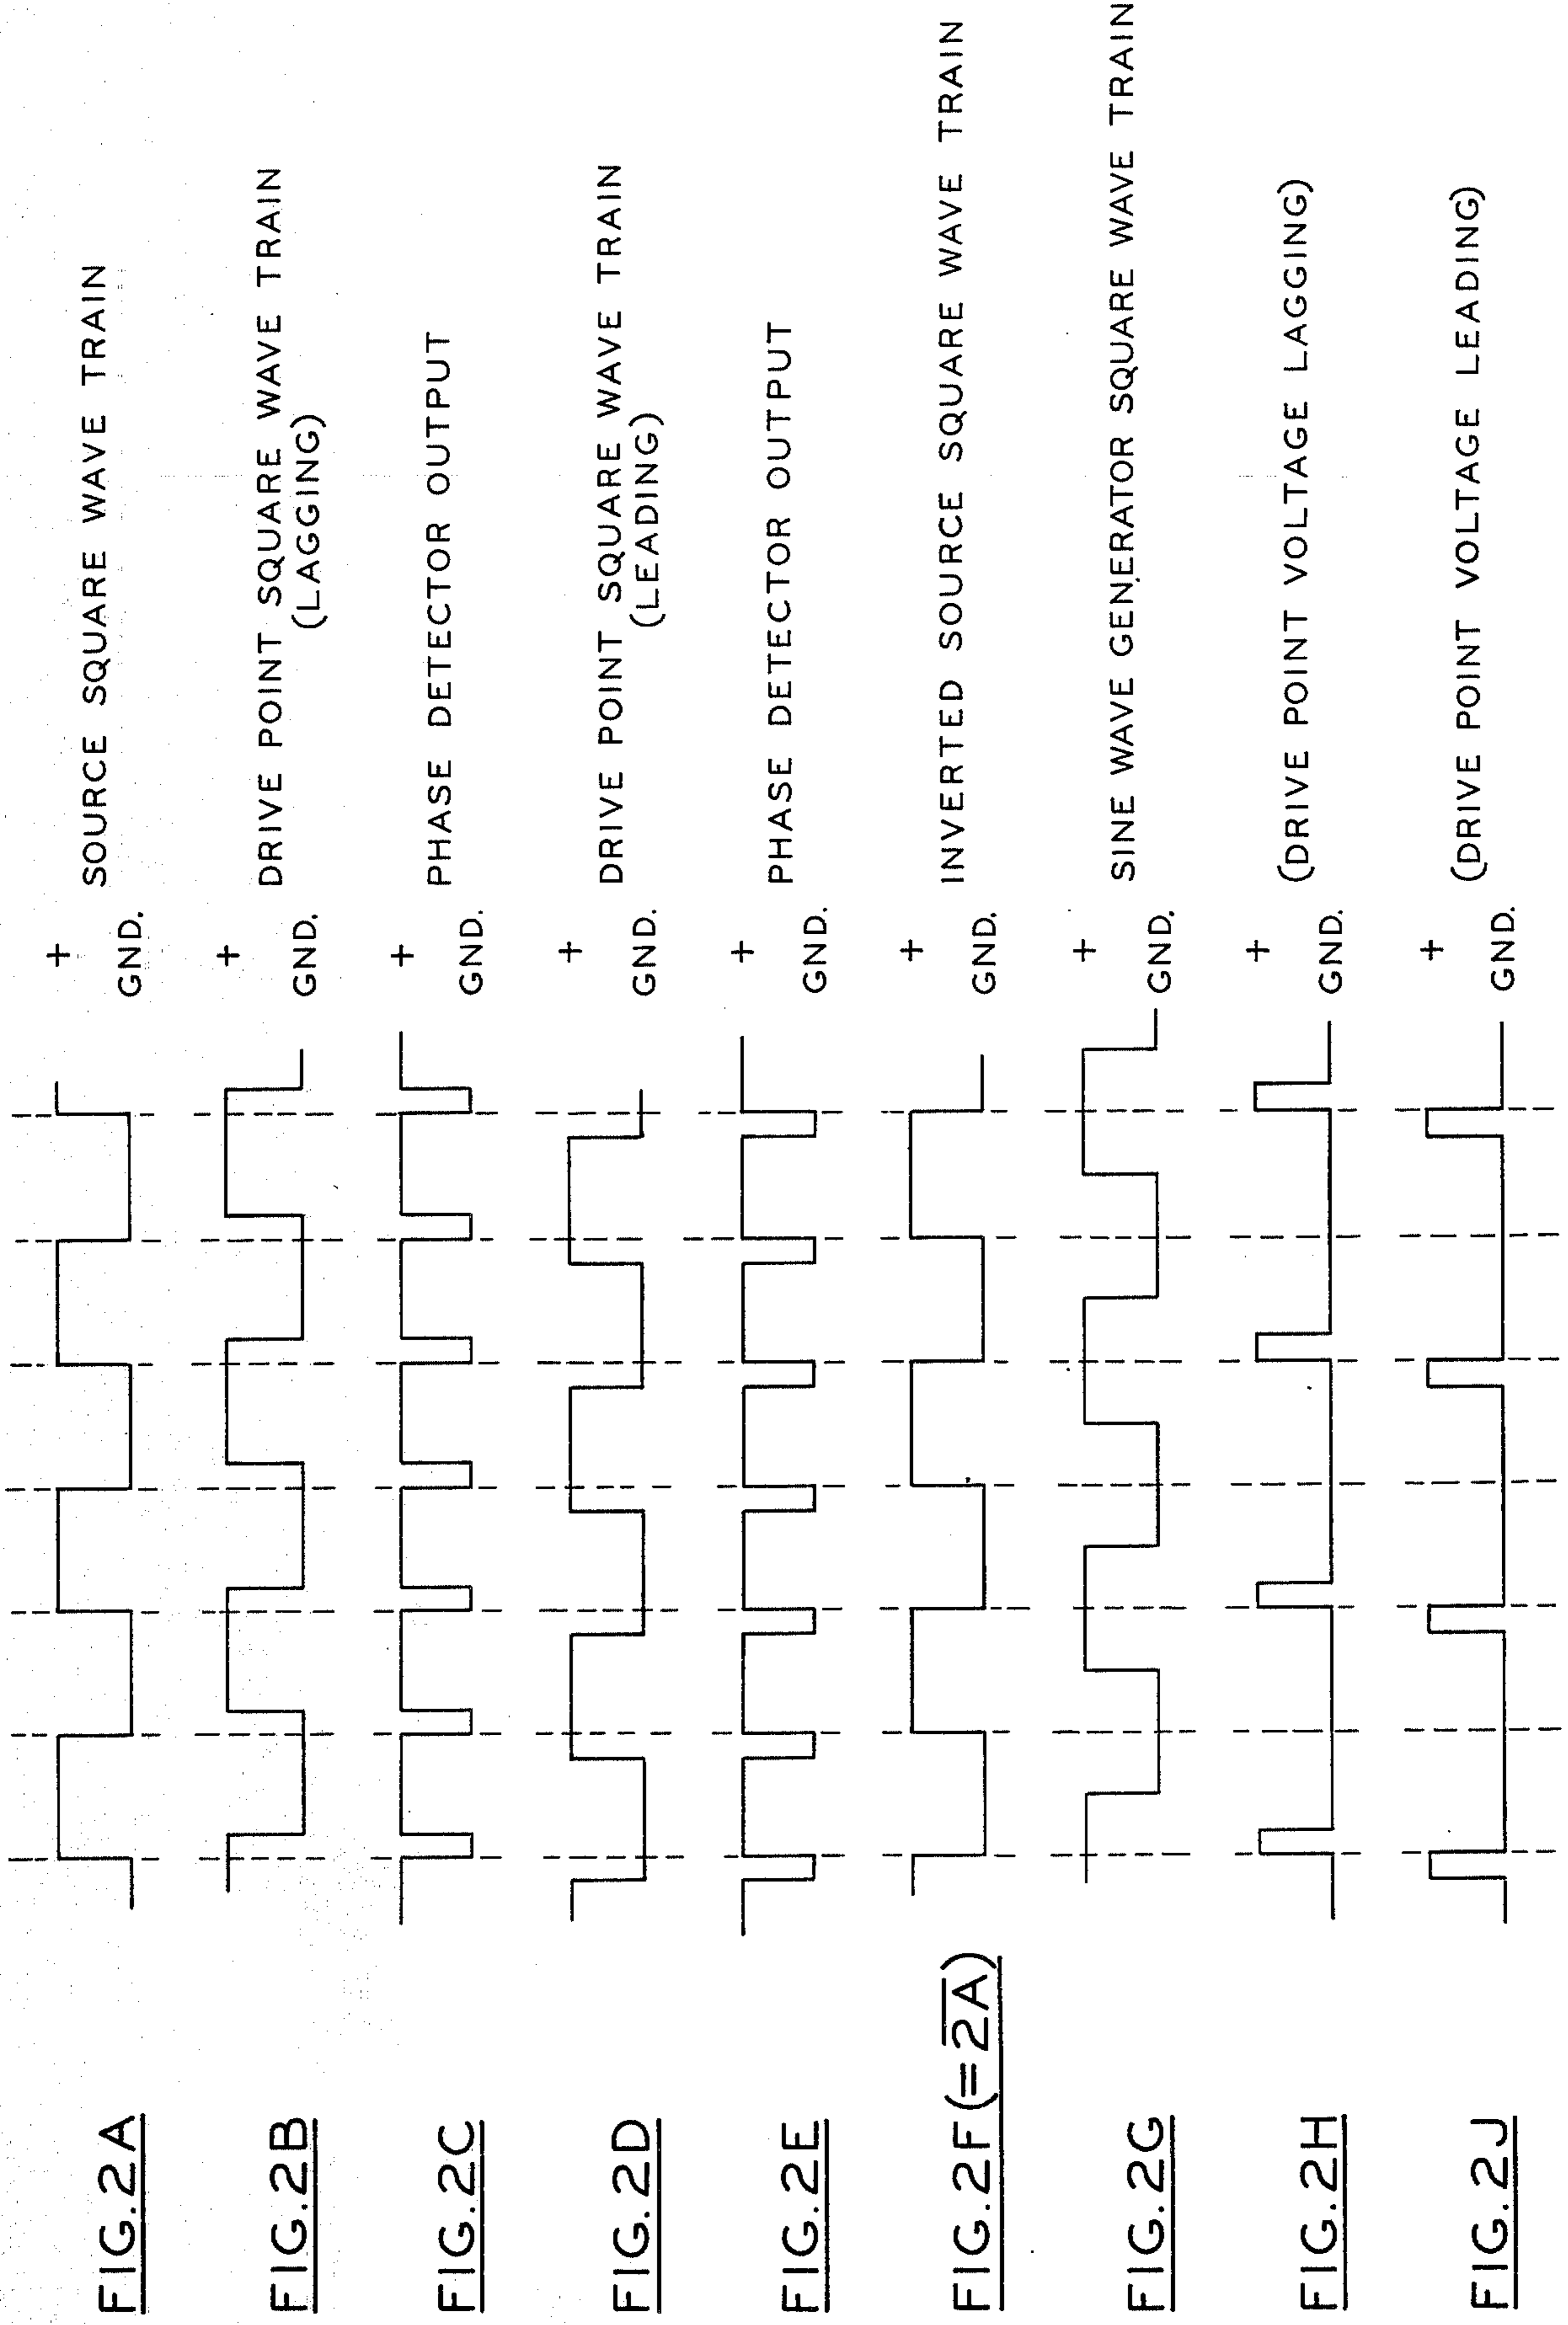 FIG.2A
+
GND.
SOURCE SQUARE WAVE TRAIN
FIG.2B
+
GND.
DRIVE POINT SQUARE WAVE TRAIN
(LAGGING)
FIG.2C
+
GND.
PHASE DETECTOR OUTPUT
FIG.2D
+
GND.
DRIVE POINT SQUARE WAVE TRAIN
(LEADING)
FIG.2E
+
GND.
PHASE DETECTOR OUTPUT
FIG.2F(=2̅A̅)
+
GND.
INVERTED SOURCE SQUARE WAVE TRAIN
FIG.2G
+
GND.
SINE WAVE GENERATOR SQUARE WAVE TRAIN
FIG.2H
+
GND.
(DRIVE POINT VOLTAGE LAGGING)
FIG.2J
+
GND.
(DRIVE POINT VOLTAGE LEADING)